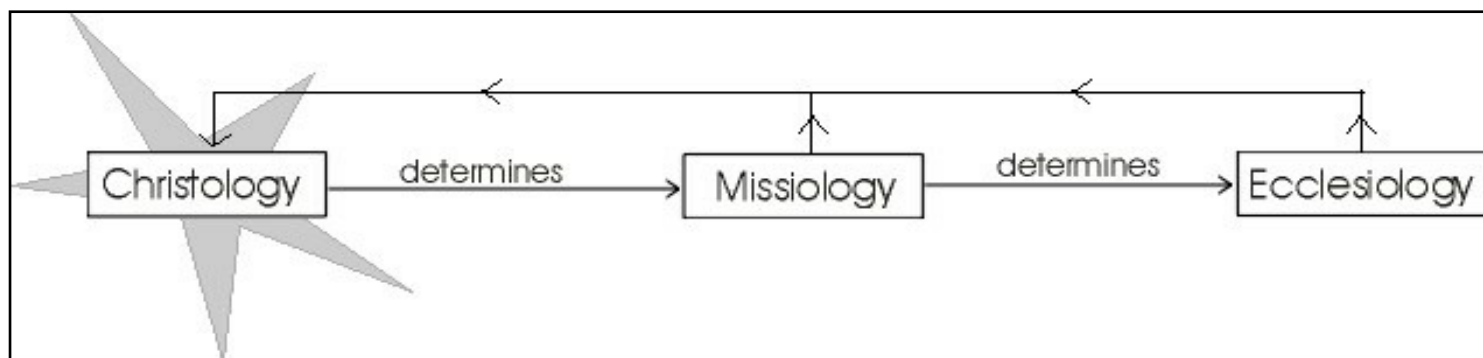 Christology
determines
Missiology
determines
Ecclesiology